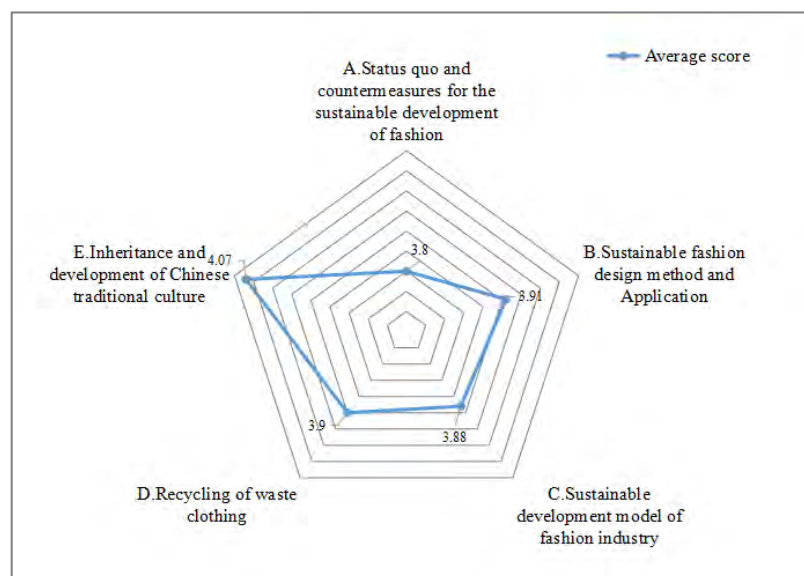 Average score
A.Status quo and
countermeasures for the
sustainable development
of fashion
3.8
B.Sustainable fashion
design method and
Application
3.91
E.Inheritance and
development of Chinese
traditional culture
4.07
3.9
3.88
D.Recycling of waste
clothing
C.Sustainable
development model of
fashion industry